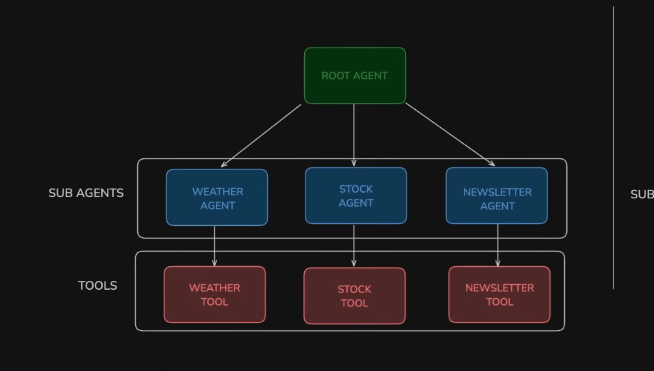 ROOT AGENT
SUB AGENTS
WEATHER
AGENT
STOCK
AGENT
NEWSLETTER
AGENT
SUB
TOOLS
WEATHER
TOOL
STOCK
TOOL
NEWSLETTER
TOOL